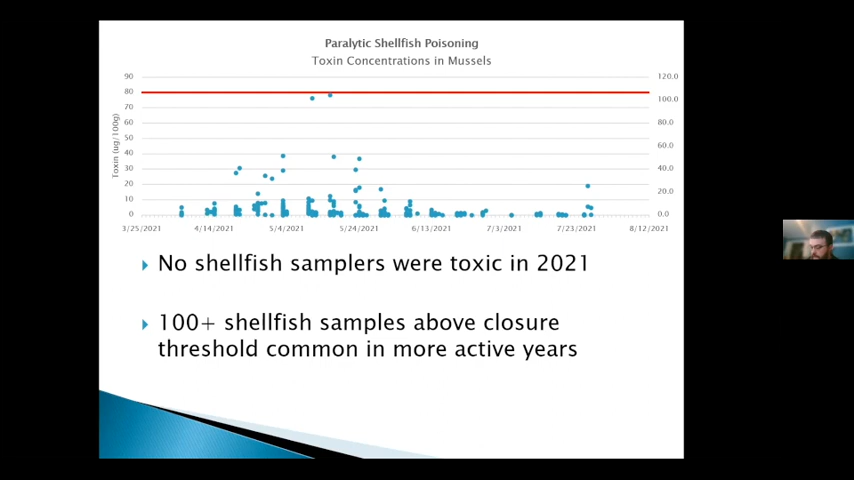 Paralytic Shellfish Poisoning
Toxin Concentrations in Mussels
90 120.0
80 100.0
70 80.0
60
50 60.0
40
30 40.0
20 20.0
10
0 0.0
Toxin (ug/100g)
3/25/2021 4/14/2021 5/4/2021 5/24/2021 6/13/2021 7/3/2021 7/23/2021 8/12/2021
No shellfish samplers were toxic in 2021
100+ shellfish samples above closure
threshold common in more active years